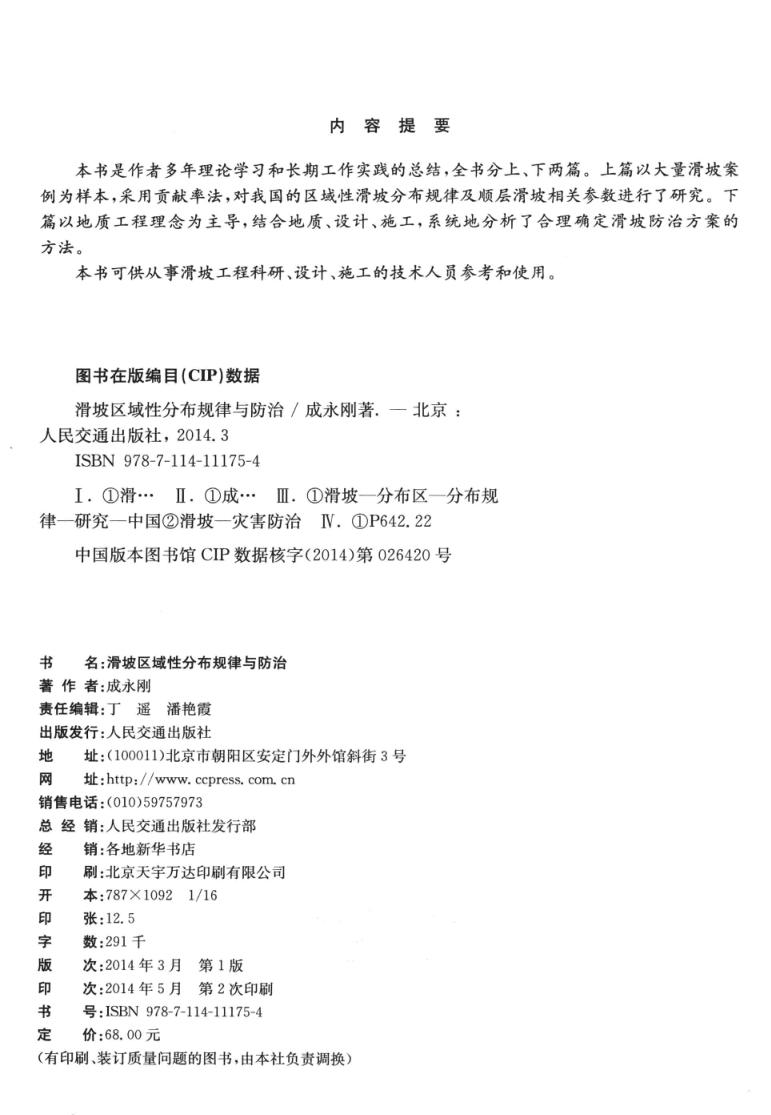 内 容 提 要
本书是作者多年理论学习和长期工作实践的总结,全书分上、下两篇。上篇以大量滑坡案
例为样本,采用贡献率法,对我国的区域性滑坡分布规律及顺层滑坡相关参数进行了研究。下
篇以地质工程理念为主导,结合地质、设计、施工,系统地分析了合理确定滑坡防治方案的
方法。
本书可供从事滑坡工程科研、设计、施工的技术人员参考和使用。
图书在版编目(CIP)数据
滑坡区域性分布规律与防治 / 成永刚著. — 北京 :
人民交通出版社, 2014.3
ISBN 978-7-114-11175-4
Ⅰ. ①滑… Ⅱ. ①成… Ⅲ. ①滑坡—分布区—分布规
律—研究—中国②滑坡—灾害防治 Ⅳ. ①P642.22
中国版本图书馆 CIP 数据核字(2014)第 026420 号
书 名:滑坡区域性分布规律与防治
著 作 者:成永刚
责任编辑:丁 遥 潘艳霞
出版发行:人民交通出版社
地 址:(100011)北京市朝阳区安定门外外馆斜街 3 号
网 址:http://www.ccpress.com.cn
销售电话:(010)59757973
总 经 销:人民交通出版社发行部
经 销:各地新华书店
印 刷:北京天宇万达印刷有限公司
开 本:787×1092 1/16
印 张:12.5
字 数:291 千
版 次:2014 年 3 月 第 1 版
印 次:2014 年 5 月 第 2 次印刷
书 号:ISBN 978-7-114-11175-4
定 价:68.00 元
(有印刷、装订质量问题的图书,由本社负责调换)